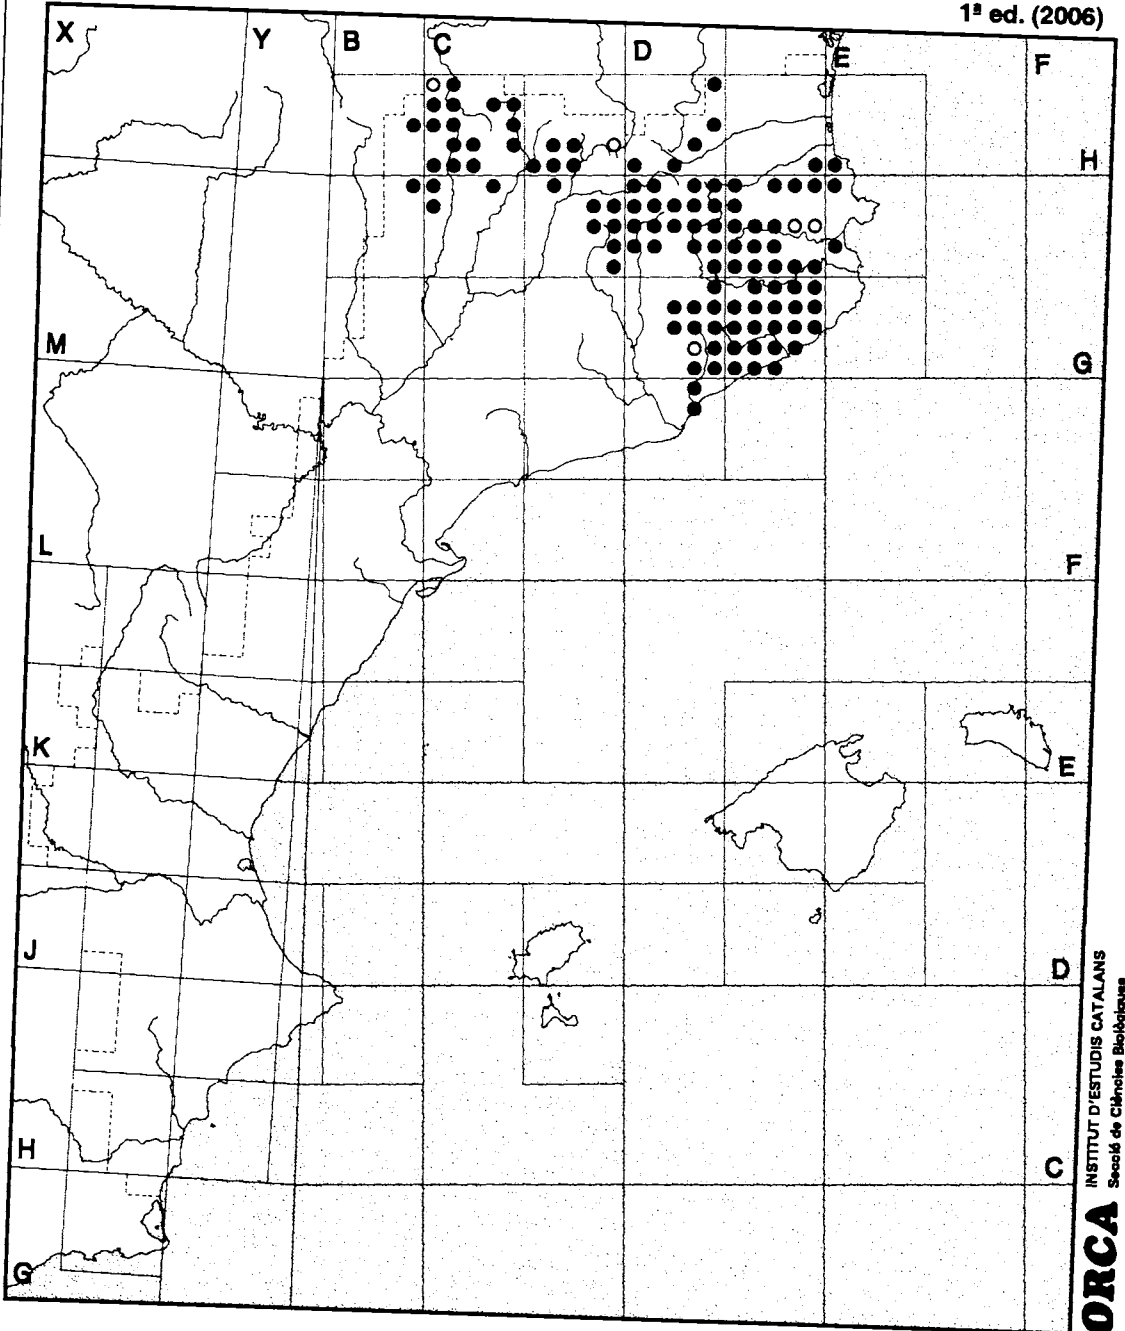 1ª ed. (2006)
X
Y
B
C
D
E
F
H
M
G
L
F
K
E
J
D
H
C
G
INSTITUT D'ESTUDIS CATALANS
Secció de Ciències Biològiques
ORCA